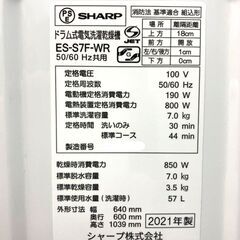 PS E SHARP
ドラム式電気洗濯乾燥機
ES-S7F-WR
50/60 Hz共用
JET
消防法 基準適合 組込形
場所 離隔距離
上方 18cm
前方 0cm
左右/後方 1cm
下方 0cm
定格電圧 100 V
定格周波数 50/60 Hz
電動機定格消費電力 190 W
電熱装置定格消費電力 800 W
定格時間 洗いのみ 30 min
標準コース 44 min
乾燥時消費電力 850 W
標準脱水容量 7.0 kg
標準洗濯容量 7.0 kg
標準乾燥容量 3.5 kg
標準使用水量(洗濯時) 57 L
外形寸法 幅 640 mm
奥行 600 mm
高さ 1039 mm
2021年製
シャープ株式会社